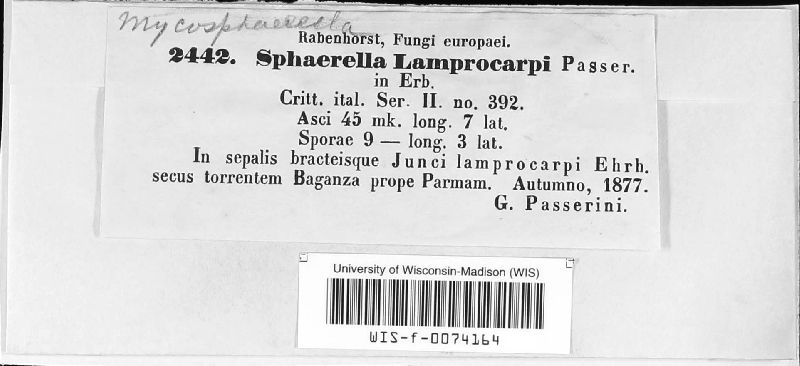 Mycosphaerella
Rabenhorst, Fungi europaei.
2442. Sphaerella Lamprocarpi Passer.
in Erb.
Critt. ital. Ser. II. no. 392.
Asci 45 mk. long. 7 lat.
Sporae 9 — long. 3 lat.
In sepalis bracteisque Junci lamprocarpi Ehrh.
secus torrentem Baganza prope Parmam. Autumno, 1877.
G. Passerini.
University of Wisconsin-Madison (WIS)
WIS-f-0074164